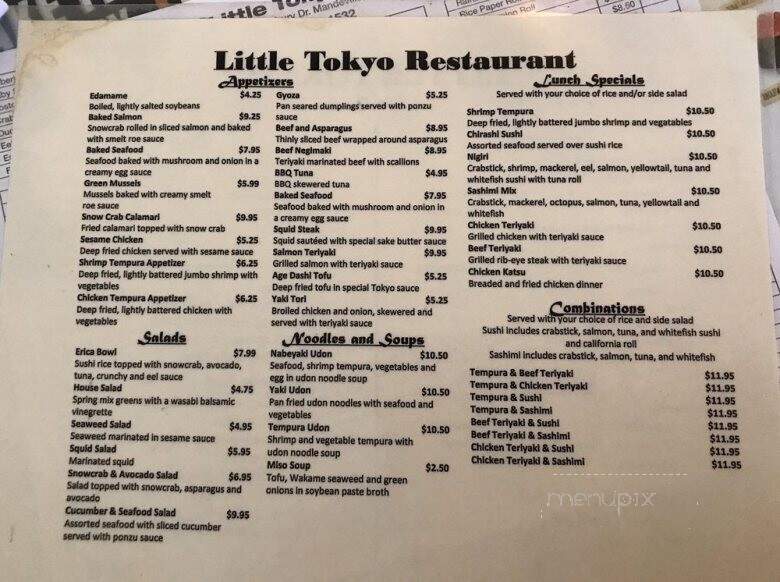 Little Tokyo Restaurant
Appetizers
Edamame $4.25
Boiled, lightly salted soybeans
Baked Salmon $9.25
Snowcrab rolled in sliced salmon and baked
with smelt roe sauce
Baked Seafood $7.95
Seafood baked with mushroom and onion in a
creamy egg sauce
Green Mussels $5.99
Mussels baked with creamy smelt
roe sauce
Snow Crab Calamari $9.95
Fried calamari topped with snow crab
Sesame Chicken $5.25
Deep fried chicken served with sesame sauce
Shrimp Tempura Appetizer $6.25
Deep fried, lightly battered jumbo shrimp with
vegetables
Chicken Tempura Appetizer $6.25
Deep fried, lightly battered chicken with
vegetables
Gyoza $5.25
Pan seared dumplings served with ponzu
sauce
Beef and Asparagus $8.95
Thinly sliced beef wrapped around asparagus
Beef Negimaki $8.95
Teriyaki marinated beef with scallions
BBQ Tuna $4.95
BBQ skewered tuna
Baked Seafood $7.95
Seafood baked with mushroom and onion in
a creamy egg sauce
Squid Steak $9.95
Squid sautéed with special sake butter sauce
Salmon Teriyaki $9.95
Grilled salmon with teriyaki sauce
Age Dashi Tofu $5.25
Deep fried tofu in special Tokyo sauce
Yaki Tori $5.25
Broiled chicken and onion, skewered and
served with teriyaki sauce
Salads
Erica Bowl $7.99
Sushi rice topped with snowcrab, avocado,
tuna, crunchy and eel sauce
House Salad $4.75
Spring mix greens with a wasabi balsamic
vinegrette
Seaweed Salad $4.95
Seaweed marinated in sesame sauce
Squid Salad $5.95
Marinated squid
Snowcrab & Avocado Salad $6.95
Salad topped with snowcrab, asparagus and
avocado
Cucumber & Seafood Salad $9.95
Assorted seafood with sliced cucumber
served with ponzu sauce
Noodles and Soups
Nabeyaki Udon $10.50
Seafood, shrimp tempura, vegetables and
egg in udon noodle soup
Yaki Udon $10.50
Pan fried udon noodles with seafood and
vegetables
Tempura Udon $10.50
Shrimp and vegetable tempura with
udon noodle soup
Miso Soup $2.50
Tofu, Wakame seaweed and green
onions in soybean paste broth
Lunch Specials
Served with your choice of rice and/or side salad
Shrimp Tempura $10.50
Deep fried, lightly battered jumbo shrimp and vegatables
Chirashi Sushi $10.50
Assorted seafood served over sushi rice
Nigiri $10.50
Crabstick, shrimp, mackerel, eel, salmon, yellowtail, tuna and
whitefish sushi with tuna roll
Sashimi Mix $10.50
Crabstick, mackerel, octopus, salmon, tuna, yellowtail and
whitefish
Chicken Teriyaki $10.50
Grilled chicken with teriyaki sauce
Beef Teriyaki $10.50
Grilled rib-eye steak with teriyaki sauce
Chicken Katsu $10.50
Breaded and fried chicken dinner
Combinations
Served with your choice of rice and side salad
Sushi includes crabstick, salmon, tuna, and whitefish sushi
and california roll
Sashimi includes crabstick, salmon, tuna, and whitefish
Tempura & Beef Teriyaki $11.95
Tempura & Chicken Teriyaki $11.95
Tempura & Sushi $11.95
Tempura & Sashimi $11.95
Beef Teriyaki & Sushi $11.95
Beef Teriyaki & Sashimi $11.95
Chicken Teriyaki & Sushi $11.95
Chicken Teriyaki & Sashimi $11.95
menupix
Little
Dr. Mandevi
1532
Rice Paper
Roll
$8.60